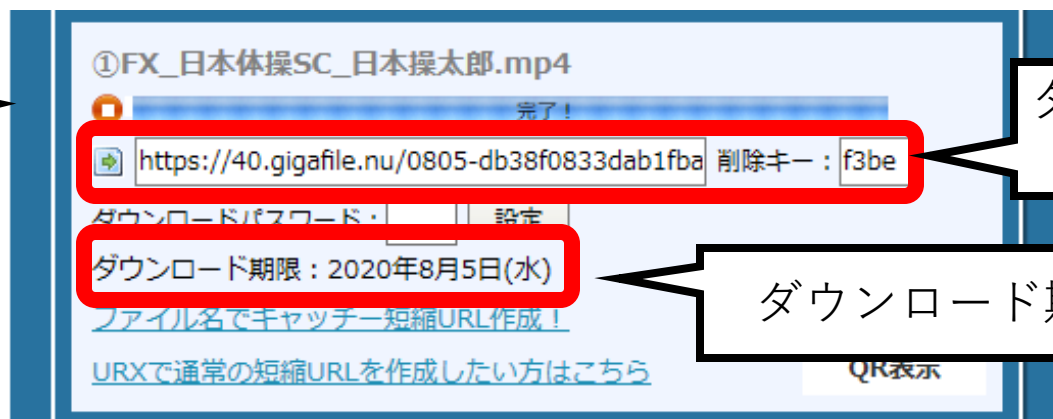 ①FX_日本体操SC_日本操太郎.mp4
完了！
https://40.gigafile.nu/0805-db38f0833dab1fba 削除キー：f3be
ダウンロードパスワード： 設定
ダウンロード期限：2020年8月5日(水)
ダウンロード期
ファイル名でキャッチー短縮URL作成！
URXで通常の短縮URLを作成したい方はこちら
QR表示